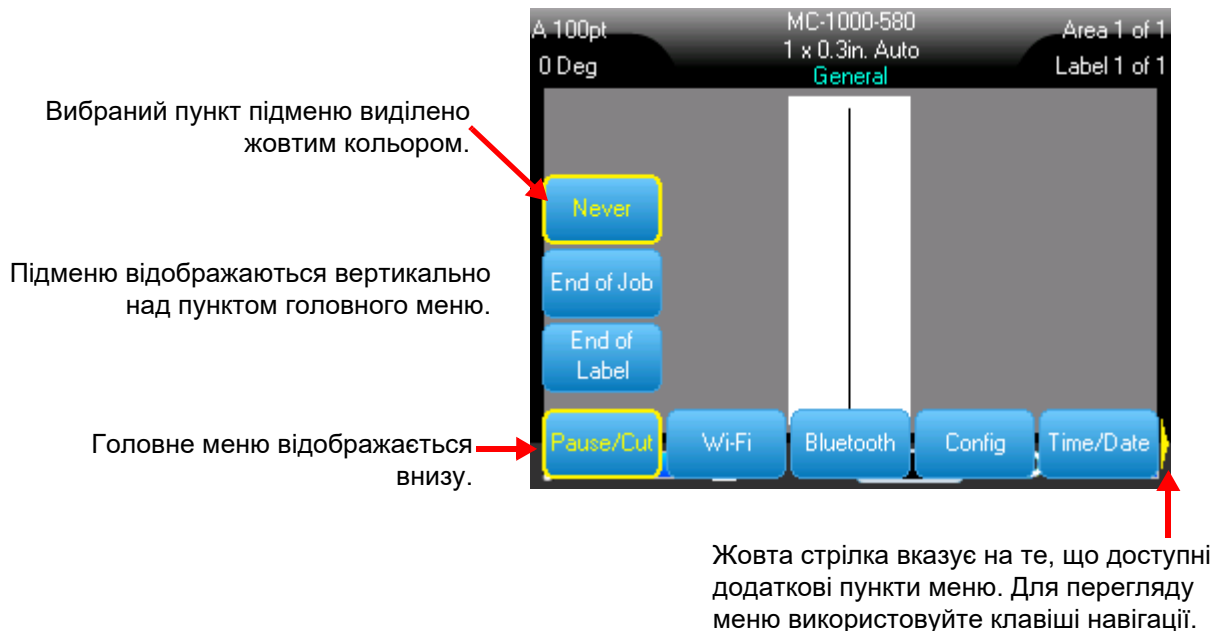 A 100pt
MC-1000-580
Area 1 of 1
1 x 0.3in. Auto
0 Deg
General
Label 1 of 1
Вибраний пункт підменю виділено
жовтим кольором.
Never
Підменю відображаються вертикально
над пунктом головного меню.
End of Job
End of
Label
Головне меню відображається
внизу.
Pause/Cut
Wi-Fi
Bluetooth
Config
Time/Date
Жовта стрілка вказує на те, що доступні
додаткові пункти меню. Для перегляду
меню використовуйте клавіші навігації.